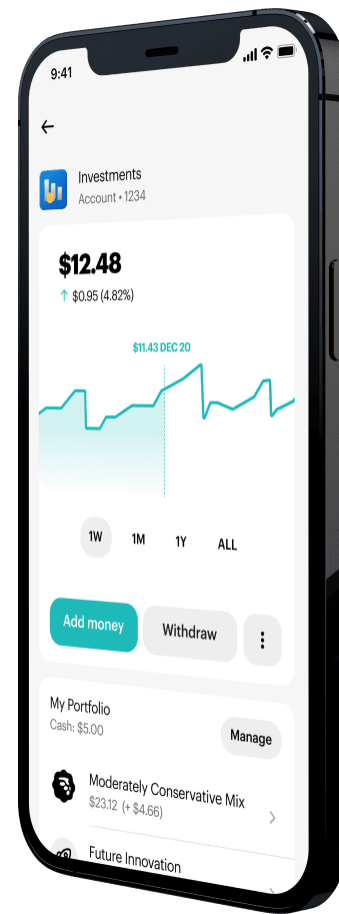 9:41
Investments
Account • 1234
$12.48
↑ $0.95 (4.82%)
$11.43 DEC 20
1W 1M 1Y ALL
Add money Withdraw
My Portfolio
Cash: $5.00
Manage
Moderately Conservative Mix
$23.12 (+ $4.66)
Future Innovation